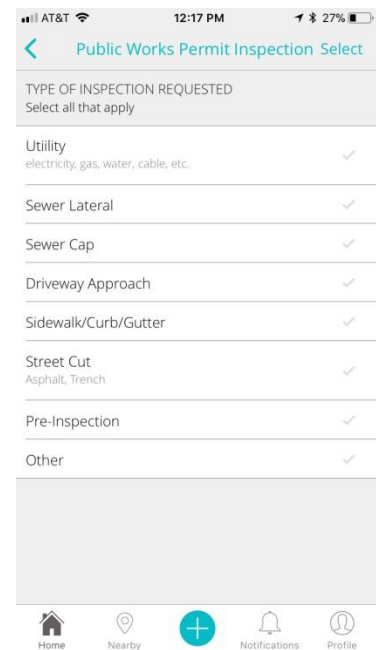 AT&T 12:17 PM 27%
Public Works Permit Inspection Select
TYPE OF INSPECTION REQUESTED
Select all that apply
Utiility
electricity, gas, water, cable, etc.
Sewer Lateral
Sewer Cap
Driveway Approach
Sidewalk/Curb/Gutter
Street Cut
Asphalt, Trench
Pre-Inspection
Other
Home Nearby Notifications Profile